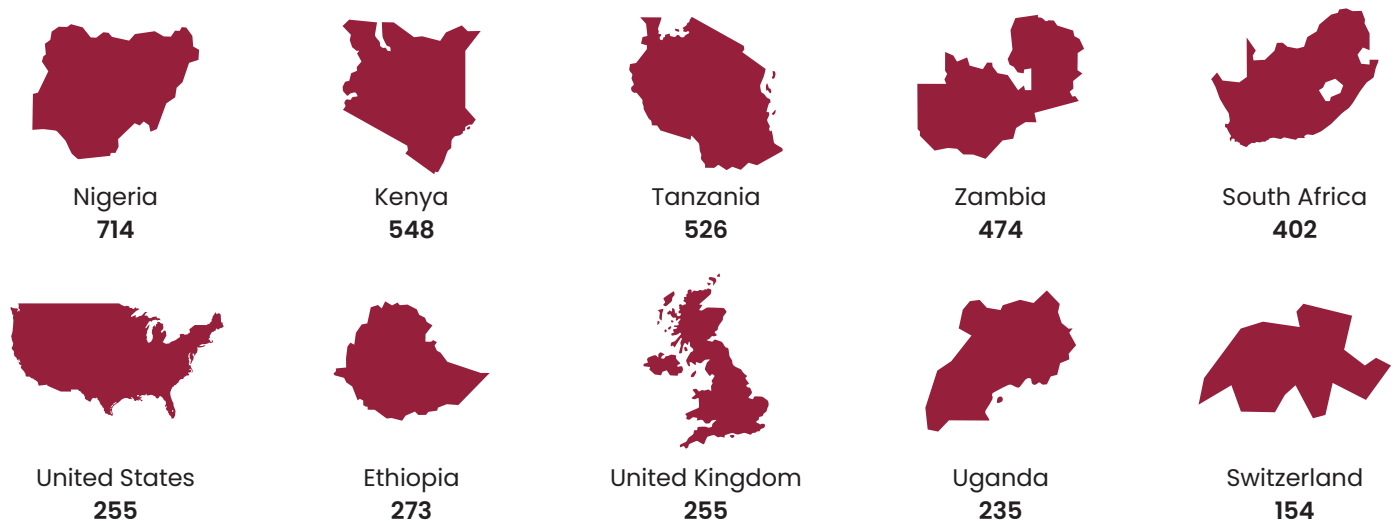 Nigeria
714
Kenya
548
Tanzania
526
Zambia
474
South Africa
402
United States
255
Ethiopia
273
United Kingdom
255
Uganda
235
Switzerland
154